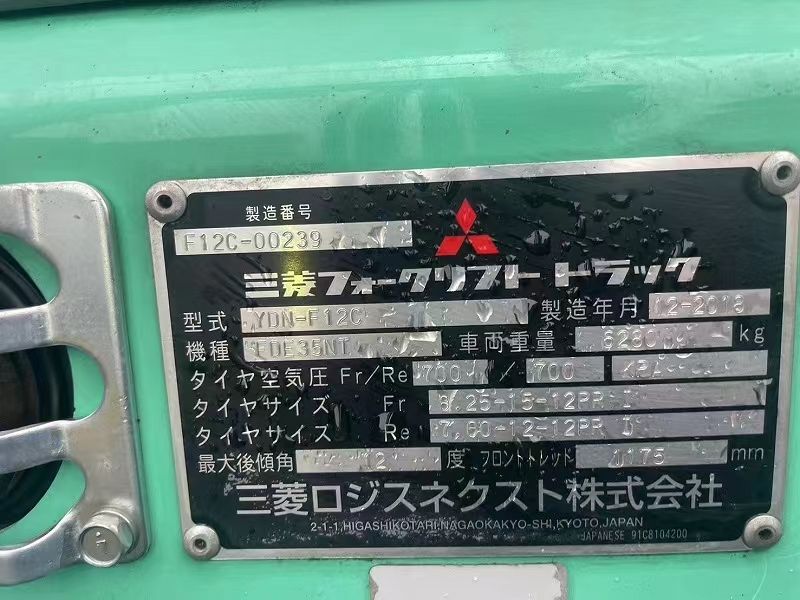 製造番号
F12C-00239
三菱フォークリフト トラック
型式 YDN-F12C 製造年月 12-2018
機種 FDE35NT 車両重量 kg
タイヤ空気圧 Fr/Re 700 / 700 KPA
タイヤサイズ Fr 8.25-15-12PR I
タイヤサイズ Re 7.60-12-12PR I
最大後傾角 12 度 フロントトレッド 1175 mm
三菱ロジスネクスト株式会社
2-1-1,HIGASHIKOTARI,NAGAOKAKYO-SHI,KYOTO,JAPAN
JAPANESE 91C8104200